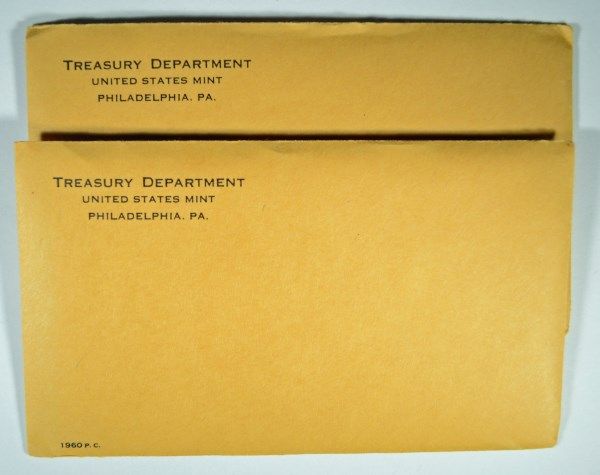 Treasury Department
United States Mint
Philadelphia. Pa.
Treasury Department
United States Mint
Philadelphia. Pa.
1960 P. C.